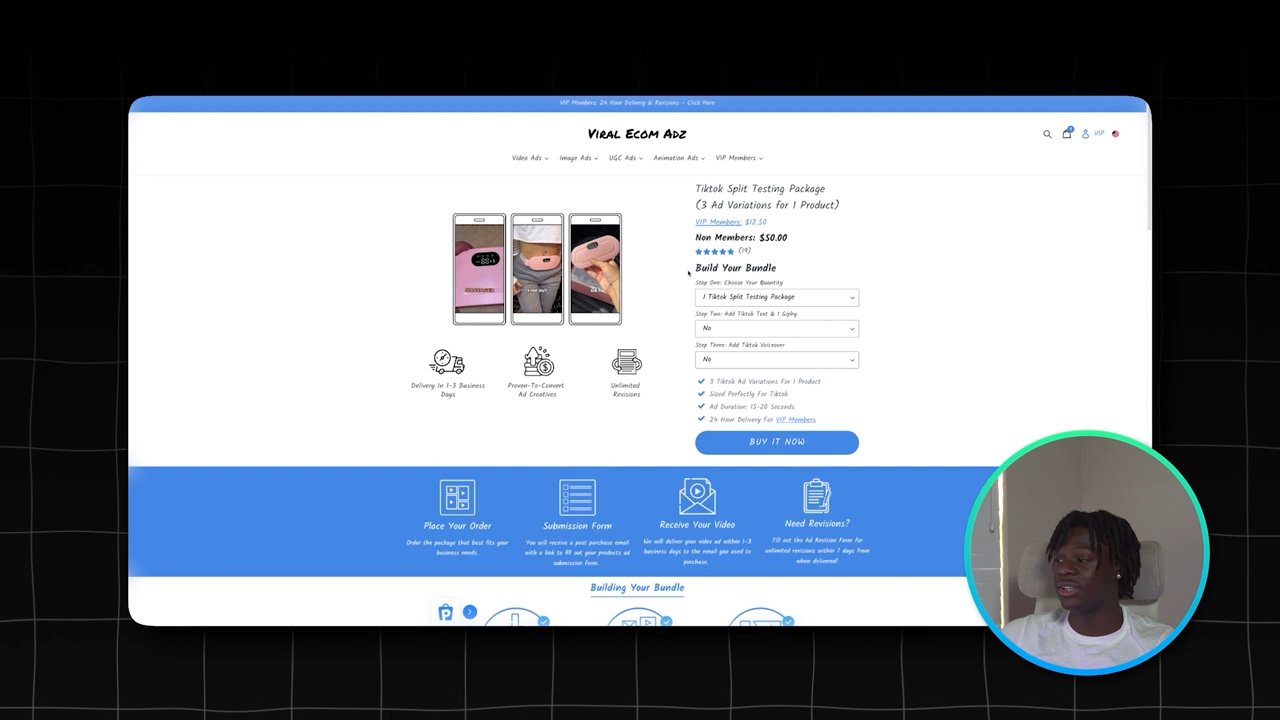 VIP Members: 24 Hour Delivery & Revisions - Click Here
Viral Ecom Adz
VIP
Video Ads
Image Ads
UGC Ads
Animation Ads
VIP Members
Tiktok Split Testing Package
(3 Ad Variations for 1 Product)
VIP Members: $12.50
Non Members: $50.00
(19)
Build Your Bundle
Step One: Choose Your Quantity
1 Tiktok Split Testing Package
Step Two: Add Tiktok Text & 1 Giphy
No
Step Three: Add Tiktok Voiceover
No
3 Tiktok Ad Variations For 1 Product
Sized Perfectly For Tiktok
Ad Duration: 15-20 Seconds
24 Hour Delivery For VIP Members
BUY IT NOW
MASSAGER
FIND OUT
Delivery In 1-3 Business
Days
Proven-To-Convert
Ad Creatives
Unlimited
Revisions
Place Your Order
Order the package that best fits your
business needs.
Submission Form
You will receive a post purchase email
with a link to fill out your products ad
submission form.
Receive Your Video
We will deliver your video ad within 1-3
business days to the email you used to
purchase.
Need Revisions?
Fill out the Ad Revision Form for
unlimited revisions within 7 days from
when delivered!
Building Your Bundle